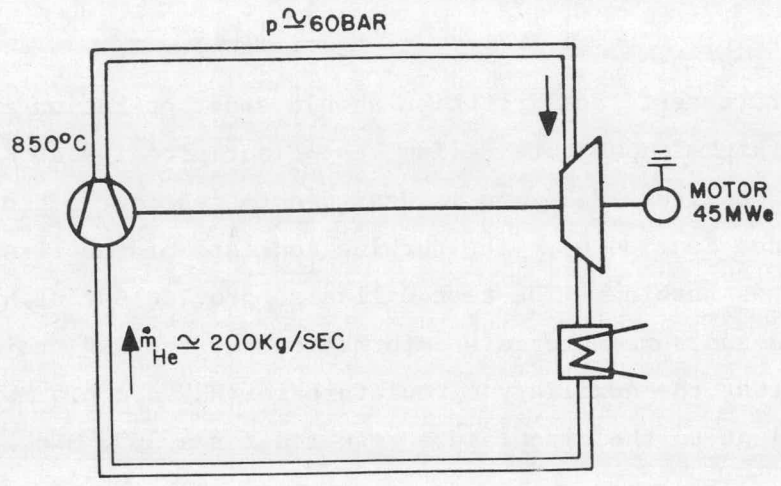 p≃60BAR
850°C
MOTOR
45MWe
ṁHe ≃ 200Kg/SEC